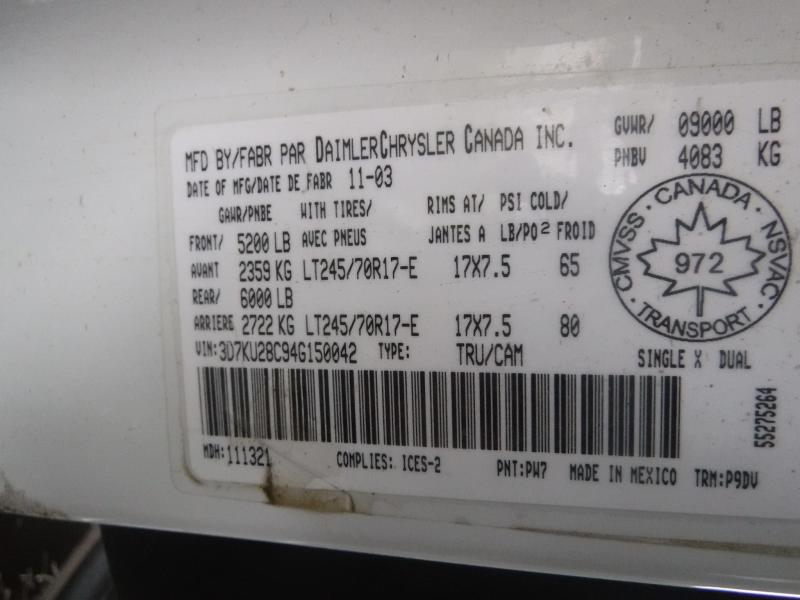 MFD BY/FABR PAR DAIMLERCHRYSLER CANADA INC.
DATE OF MFG/DATE DE FABR 11-03
GVWR/ 09000 LB
PNBV 4083 KG
GAWR/PNBE WITH TIRES/ RIMS AT/ PSI COLD/
FRONT/ 5200 LB AVEC PNEUS JANTES A LB/PO2 FROID
AVANT 2359 KG LT245/70R17-E 17X7.5 65
REAR/ 6000 LB
ARRIERE 2722 KG LT245/70R17-E 17X7.5 80
VIN: 3D7KU28C94G150042 TYPE: TRU/CAM SINGLE X DUAL
CMVSS · CANADA · NSVAC · TRANSPORT ·
972
55275264
MDH: 111321 COMPLIES: ICES-2 PNT: PW7 MADE IN MEXICO TRM: P9DV